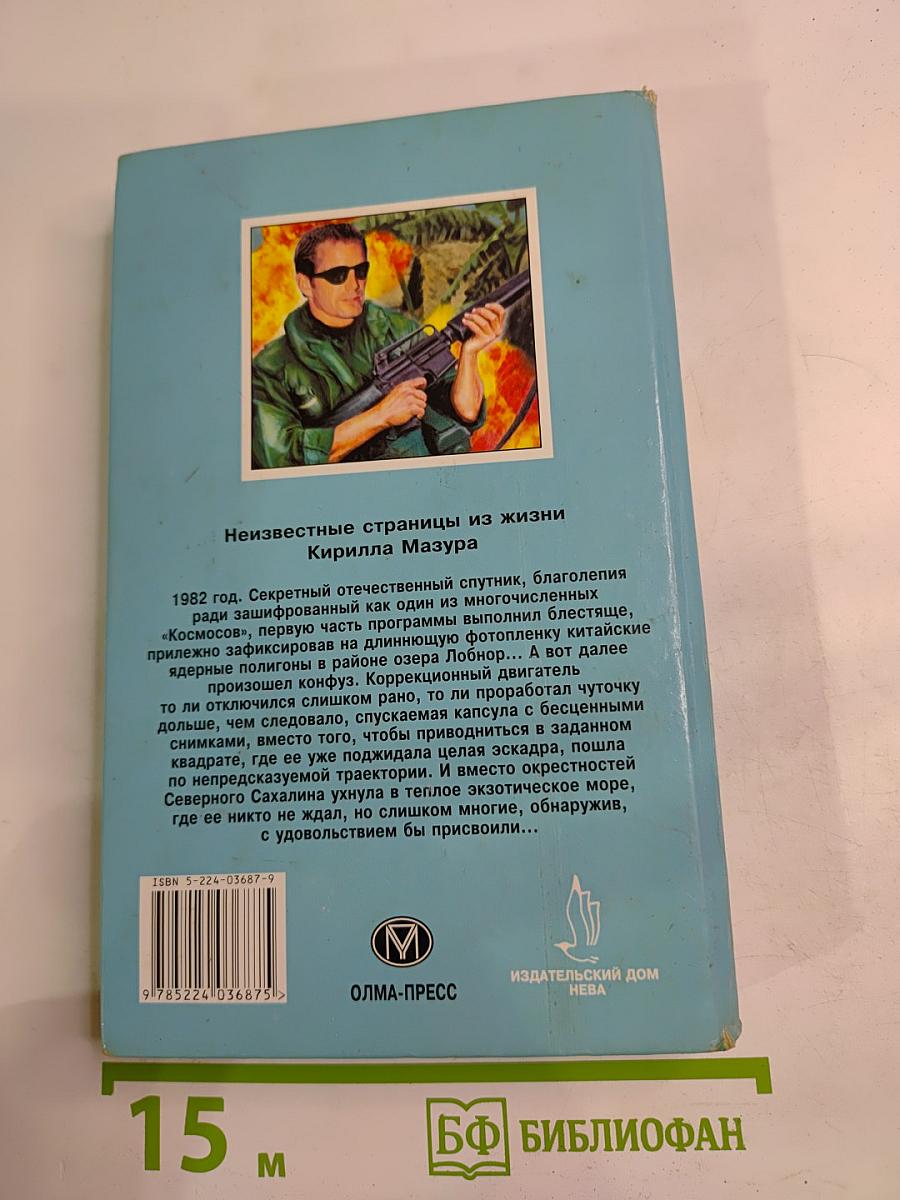 Неизвестные страницы из жизни
Кирилла Мазура
1982 год. Секретный отечественный спутник, благолепия
ради зашифрованный как один из многочисленных
«Космосов», первую часть программы выполнил блестяще,
прилежно зафиксировав на длиннющую фотопленку китайские
ядерные полигоны в районе озера Лобнор... А вот далее
произошел конфуз. Коррекционный двигатель
то ли отключился слишком рано, то ли проработал чуточку
дольше, чем следовало, спускаемая капсула с бесценными
снимками, вместо того, чтобы приводниться в заданном
квадрате, где ее уже поджидала целая эскадра, пошла
по непредсказуемой траектории. И вместо окрестностей
Северного Сахалина ухнула в теплое экзотическое море,
где ее никто не ждал, но слишком многие, обнаружив,
с удовольствием бы присвоили...
ISBN 5-224-03687-9
9 785224 036875 >
ОЛМА-ПРЕСС
ИЗДАТЕЛЬСКИЙ ДОМ
НЕВА
15 м
БФ БИБЛИОФАН